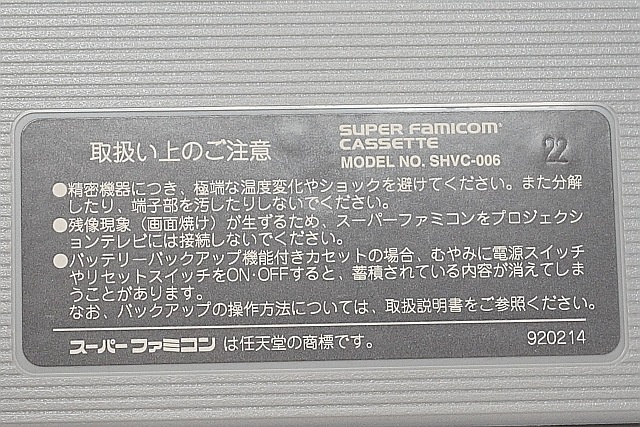 取扱い上のご注意
SUPER FAMICOM
CASSETTE
MODEL NO. SHVC-006
22
●精密機器につき、極端な温度変化やショックを避けてください。また分解
したり、端子部を汚したりしないでください。
●残像現象（画面焼け）が生ずるため、スーパーファミコンをプロジェクシ
ョンテレビには接続しないでください。
●バッテリーバックアップ機能付きカセットの場合、むやみに電源スイッチ
やリセットスイッチをON・OFFすると、蓄積されている内容が消えてしま
うことがあります。
なお、バックアップの操作方法については、取扱説明書をご参照ください。
スーパーファミコン は任天堂の商標です。
920214